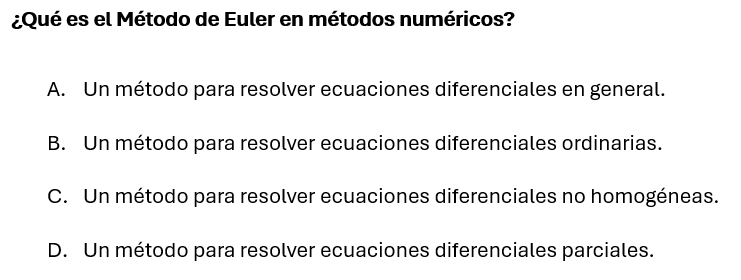 ¿Qué es el Método de Euler en métodos numéricos?
A. Un método para resolver ecuaciones diferenciales en general.
B. Un método para resolver ecuaciones diferenciales ordinarias.
C. Un método para resolver ecuaciones diferenciales no homogéneas.
D. Un método para resolver ecuaciones diferenciales parciales.